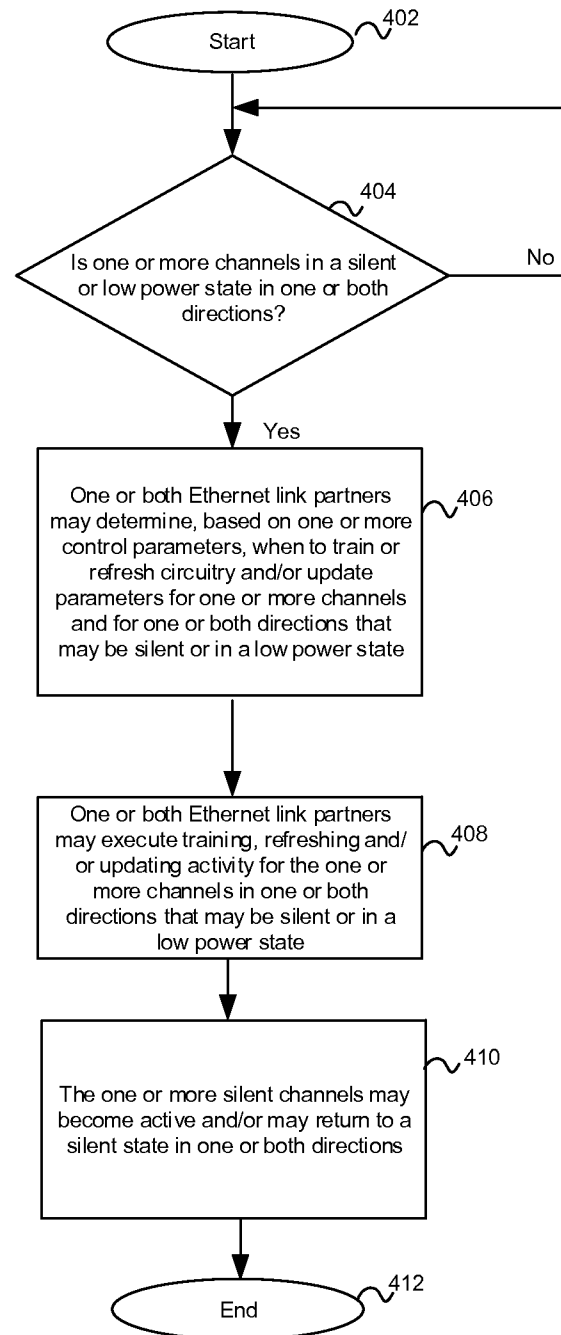 402
Start
404
Is one or more channels in a silent
or low power state in one or both
directions?
No
Yes
406
One or both Ethernet link partners
may determine, based on one or more
control parameters, when to train or
refresh circuitry and/or update
parameters for one or more channels
and for one or both directions that
may be silent or in a low power state
408
One or both Ethernet link partners
may execute training, refreshing and/
or updating activity for the one or
more channels in one or both
directions that may be silent or in a
low power state
410
The one or more silent channels may
become active and/or may return to a
silent state in one or both directions
412
End